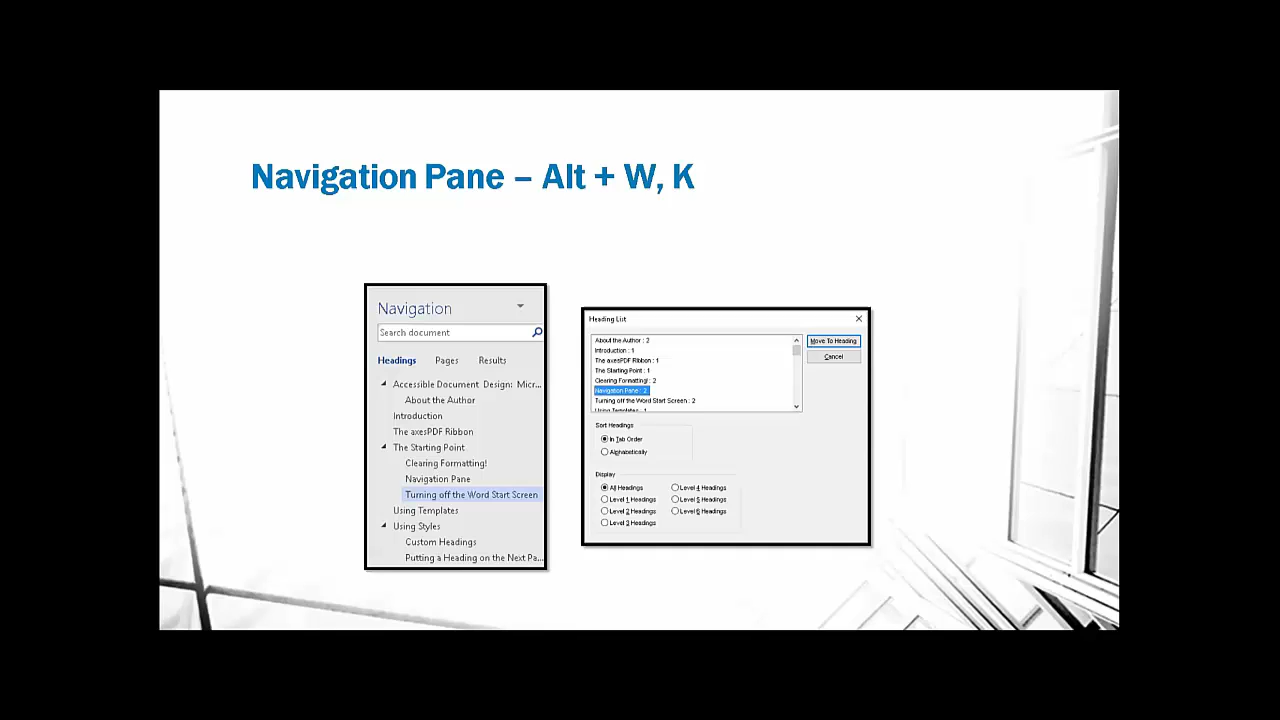 Navigation Pane – Alt + W, K
Navigation
Search document
Headings Pages Results
Accessible Document Design: Micr...
About the Author
Introduction
The axesPDF Ribbon
The Starting Point
Clearing Formatting!
Navigation Pane
Turning off the Word Start Screen
Using Templates
Using Styles
Custom Headings
Putting a Heading on the Next Pa...
Heading List
About the Author : 2
Introduction : 1
The axesPDF Ribbon : 1
The Starting Point : 1
Clearing Formatting! : 2
Navigation Pane : 2
Turning off the Word Start Screen : 2
Using Templates : 1
Move To Heading
Cancel
Sort Headings
In Tab Order
Alphabetically
Display
All Headings
Level 1 Headings
Level 2 Headings
Level 3 Headings
Level 4 Headings
Level 5 Headings
Level 6 Headings